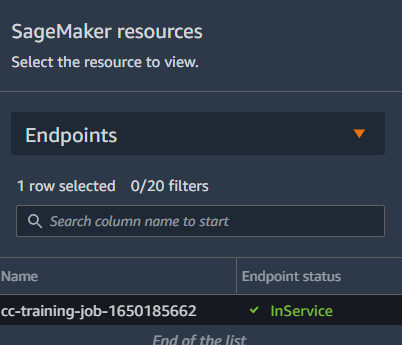 SageMaker resources
Select the resource to view.
Endpoints
1 row selected 0/20 filters
Search column name to start
Name Endpoint status
cc-training-job-1650185662 InService
End of the list